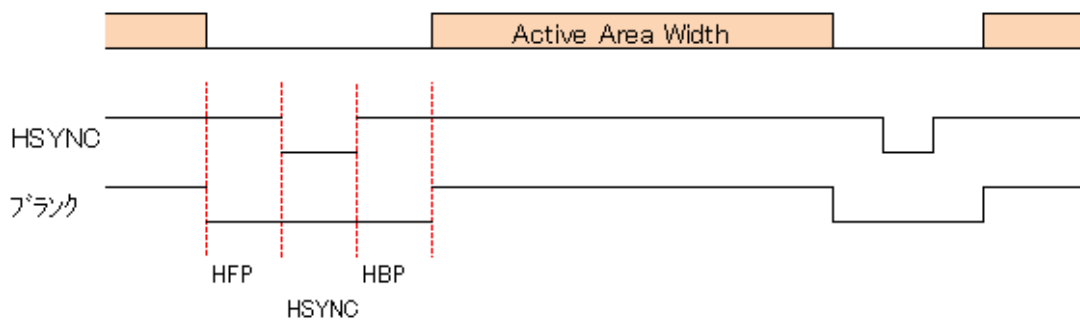 Active Area Width
HSYNC
ﾌﾞﾗﾝｸ
HFP HBP
HSYNC